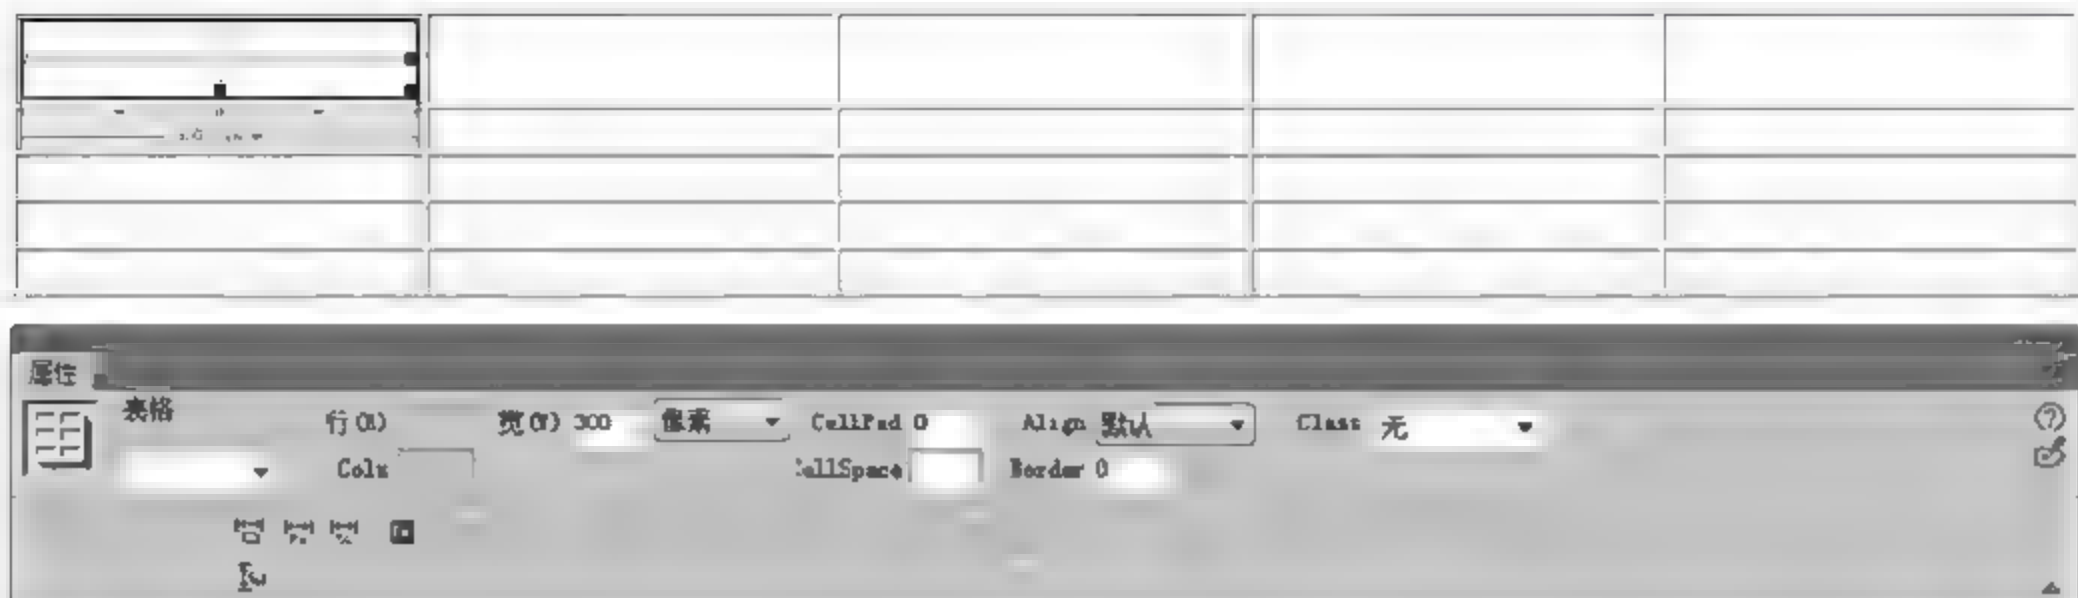 属性
表格
行(R) 宽(W) 300 像素 CellPad 0 Align 默认 Class 无
Cols CellSpace Border 0